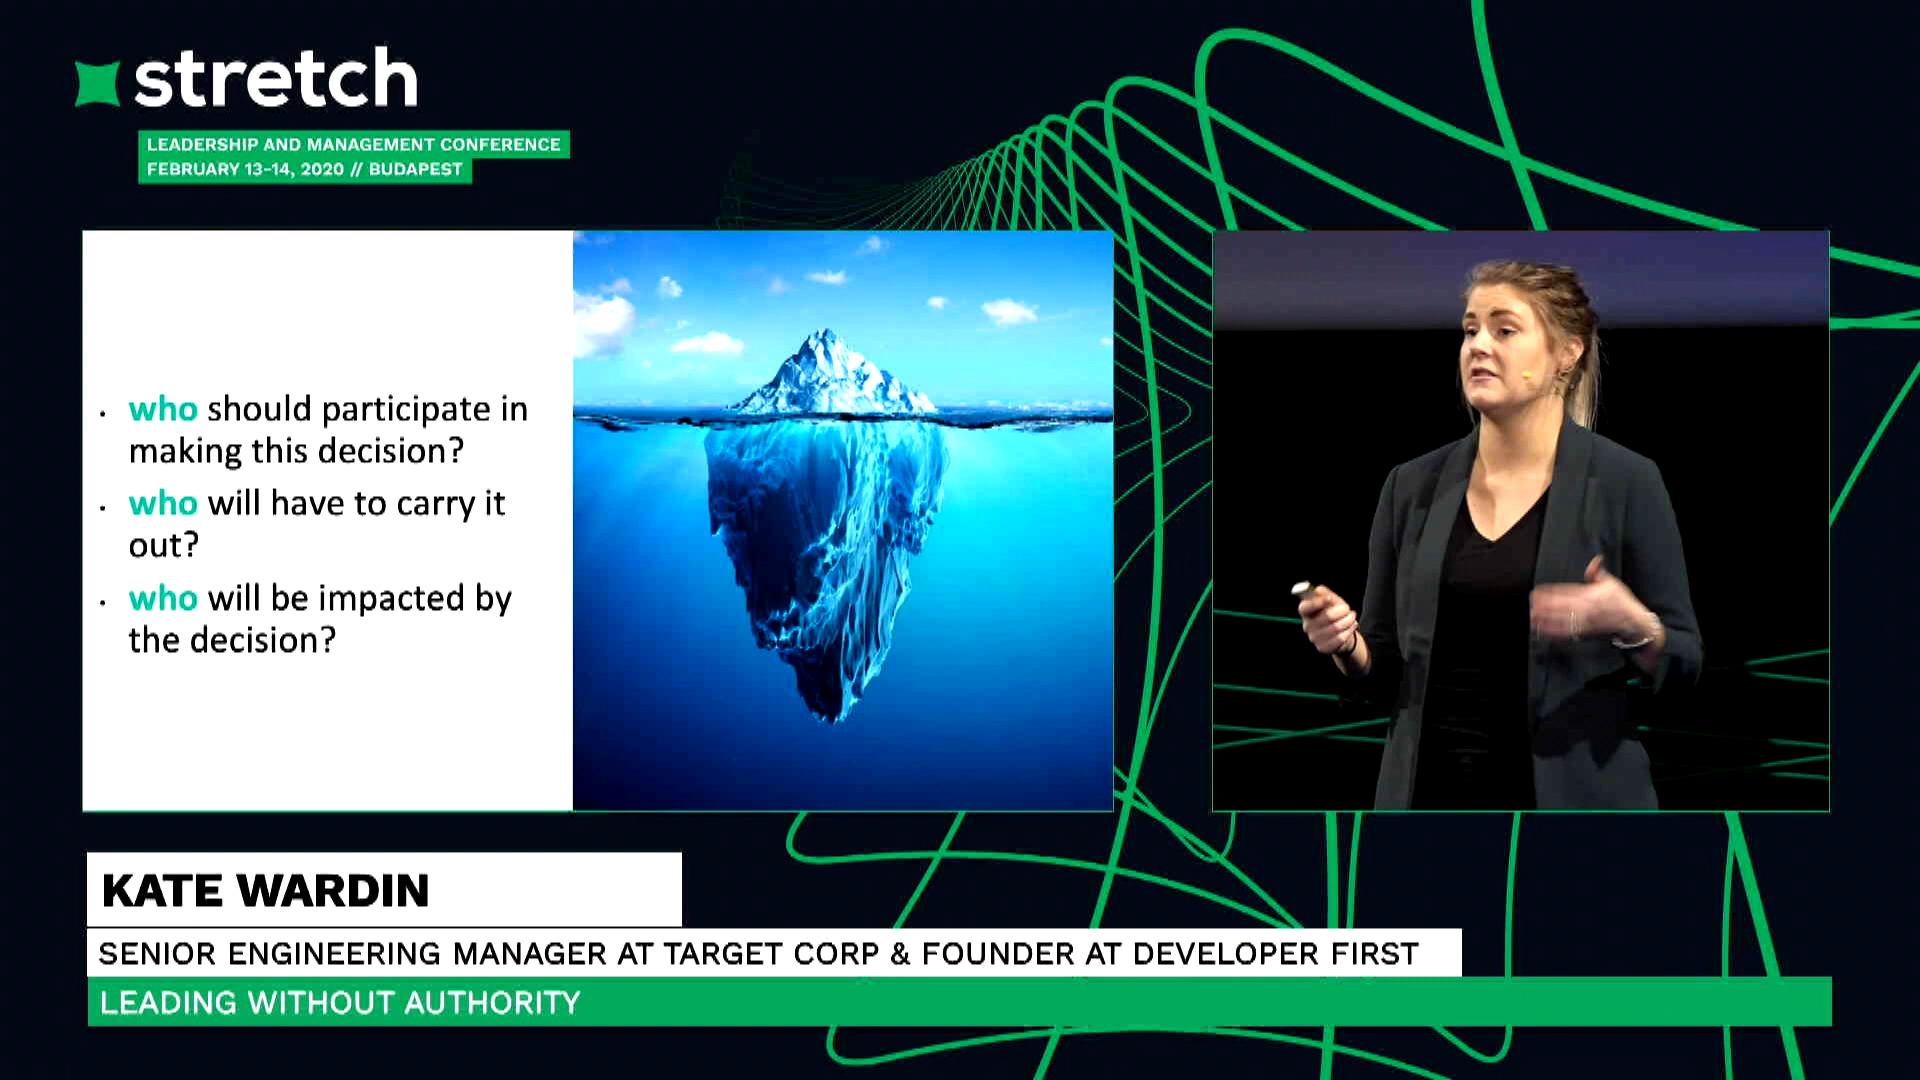 stretch
LEADERSHIP AND MANAGEMENT CONFERENCE
FEBRUARY 13-14, 2020 // BUDAPEST
who should participate in
making this decision?
who will have to carry it
out?
who will be impacted by
the decision?
KATE WARDIN
SENIOR ENGINEERING MANAGER AT TARGET CORP & FOUNDER AT DEVELOPER FIRST
LEADING WITHOUT AUTHORITY